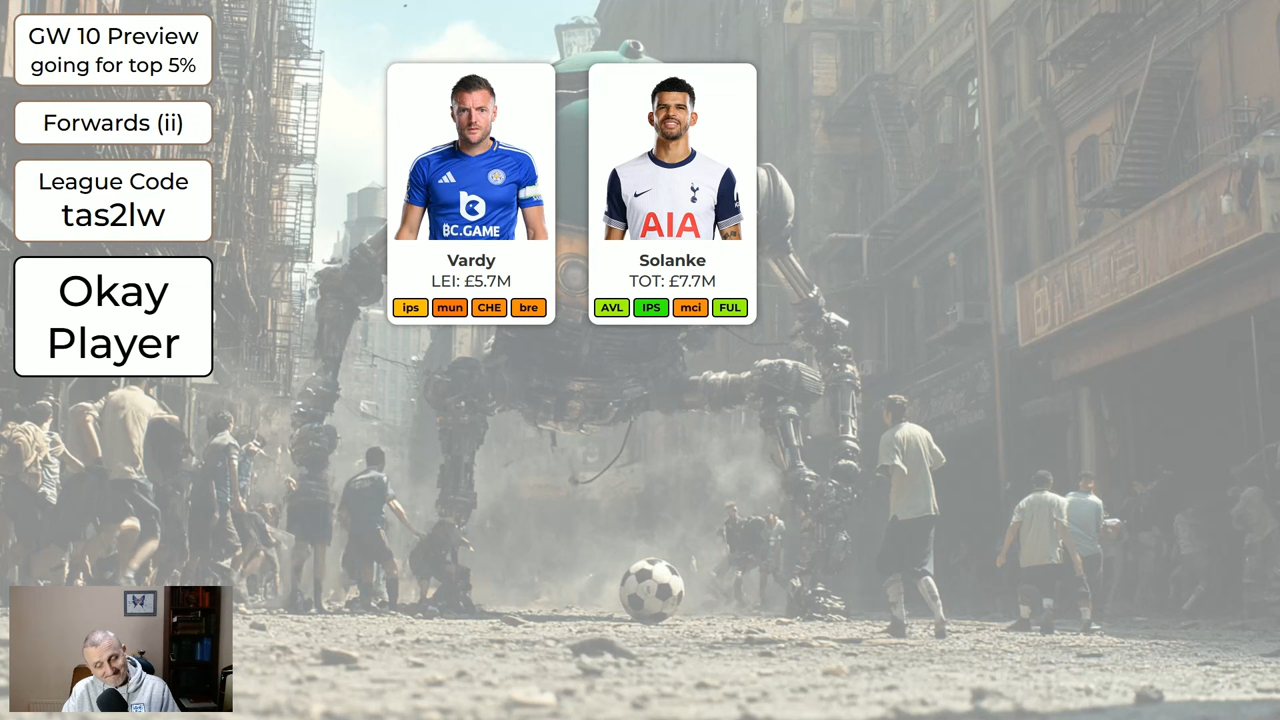 GW 10 Preview
going for top 5%
Forwards (ii)
League Code
tas2lw
Okay
Player
BC.GAME
Vardy
LEI: £5.7M
ips mun CHE bre
AIA
Solanke
TOT: £7.7M
AVL IPS mci FUL